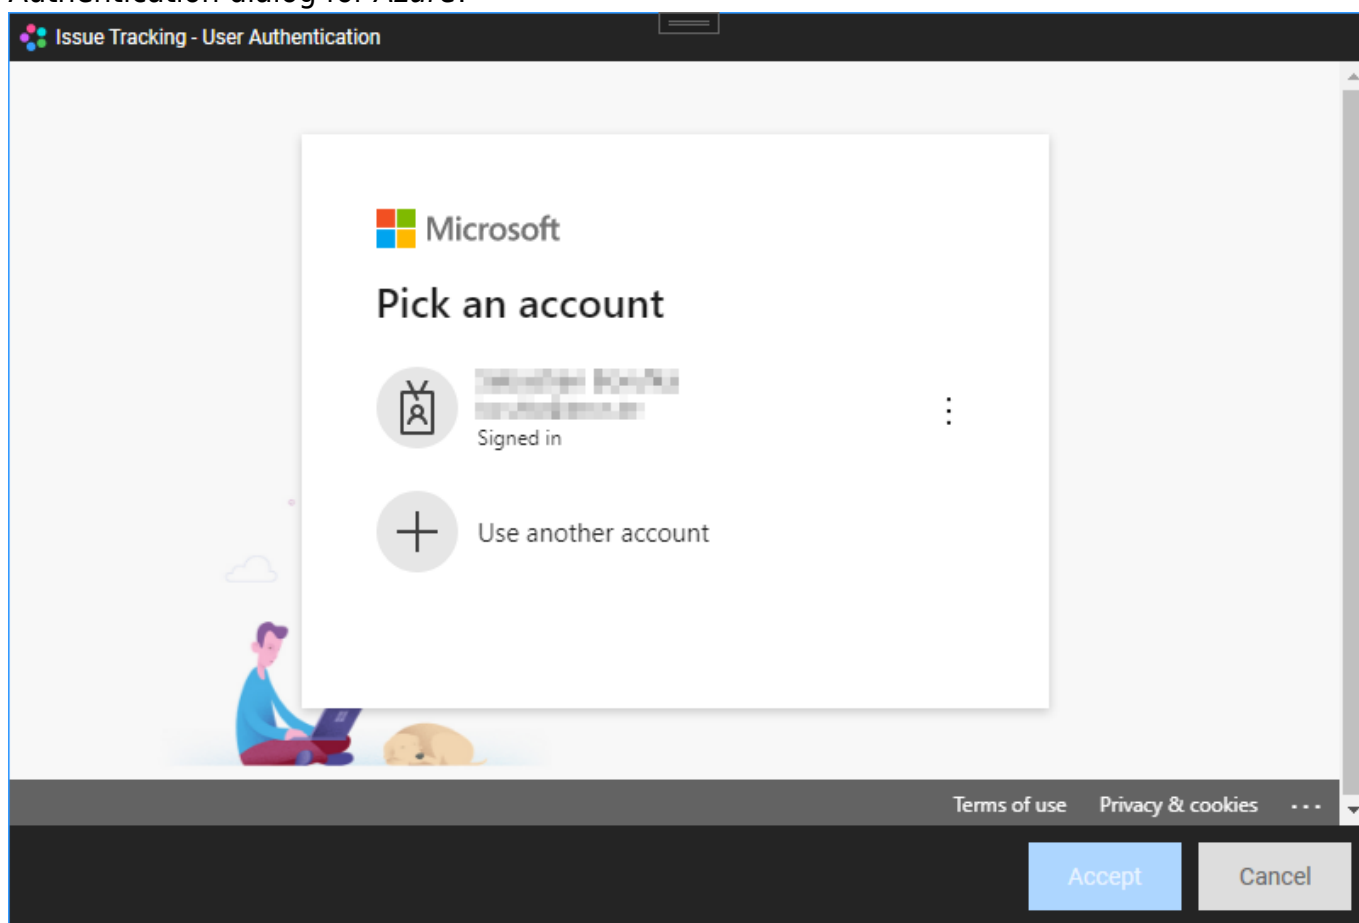 Authentication dialog for Azure:
Issue Tracking - User Authentication
Microsoft
Pick an account
Signed in
Use another account
Terms of use Privacy & cookies ...
Accept Cancel